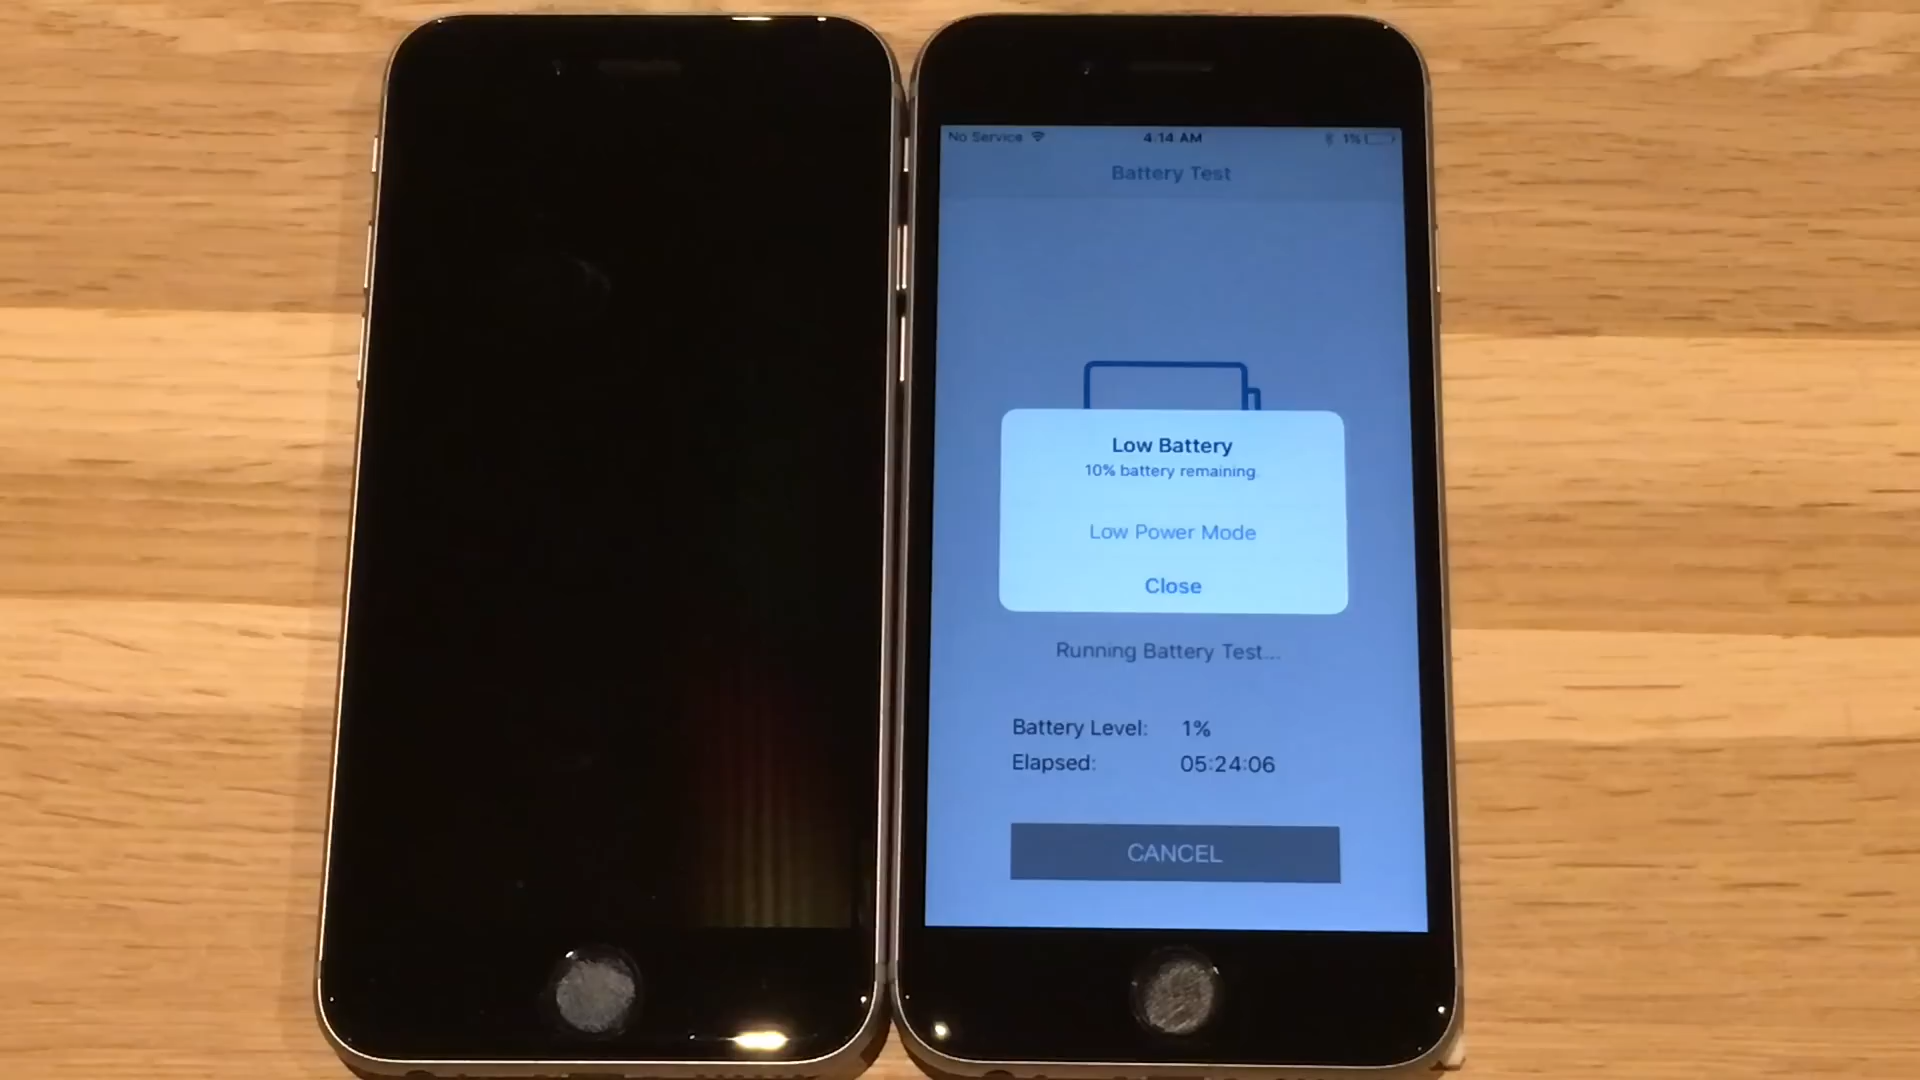 No Service
4:14 AM
1%
Battery Test
Low Battery
10% battery remaining.
Low Power Mode
Close
Running Battery Test...
Battery Level: 1%
Elapsed: 05:24:06
CANCEL